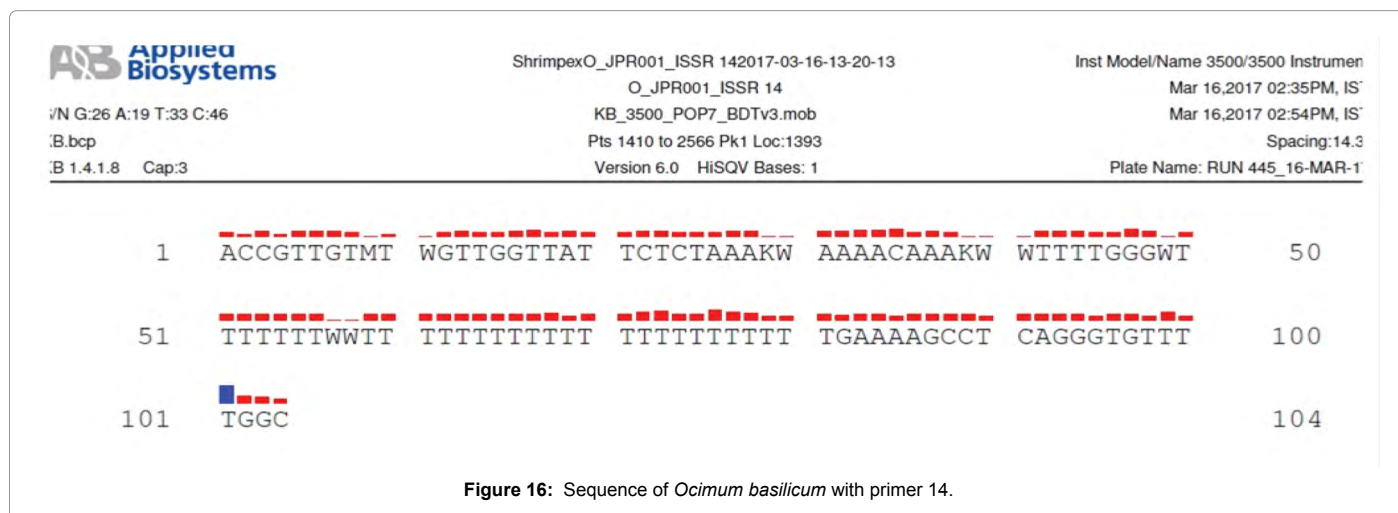 Applied Biosystems
ShrimpexO_JPR001_ISSR 142017-03-16-13-20-13
Inst Model/Name 3500/3500 Instrumen
O_JPR001_ISSR 14
Mar 16,2017 02:35PM, IS
/N G:26 A:19 T:33 C:46
KB_3500_POP7_BDTv3.mob
Mar 16,2017 02:54PM, IS
B.bcp
Pts 1410 to 2566 Pk1 Loc:1393
Spacing:14.3
B 1.4.1.8 Cap:3
Version 6.0 HiSQV Bases: 1
Plate Name: RUN 445_16-MAR-1
1 ACCGTTGTMT WGTTGGTTAT TCTCTAAAKW AAAACAAAKW WTTTTGGGWT 50
51 TTTTTTWWTT TTTTTTTTTT TTTTTTTTTT TGAAAAGCCT CAGGGTGTTT 100
101 TGGC 104
Figure 16: Sequence of Ocimum basilicum with primer 14.